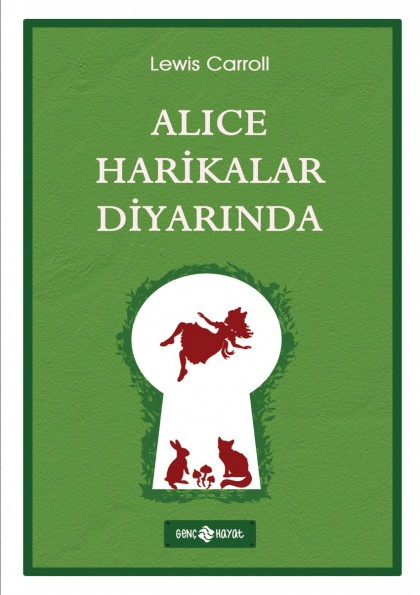 Lewis Carroll
ALICE
HARİKALAR
DİYARINDA
GENÇ HAYAT